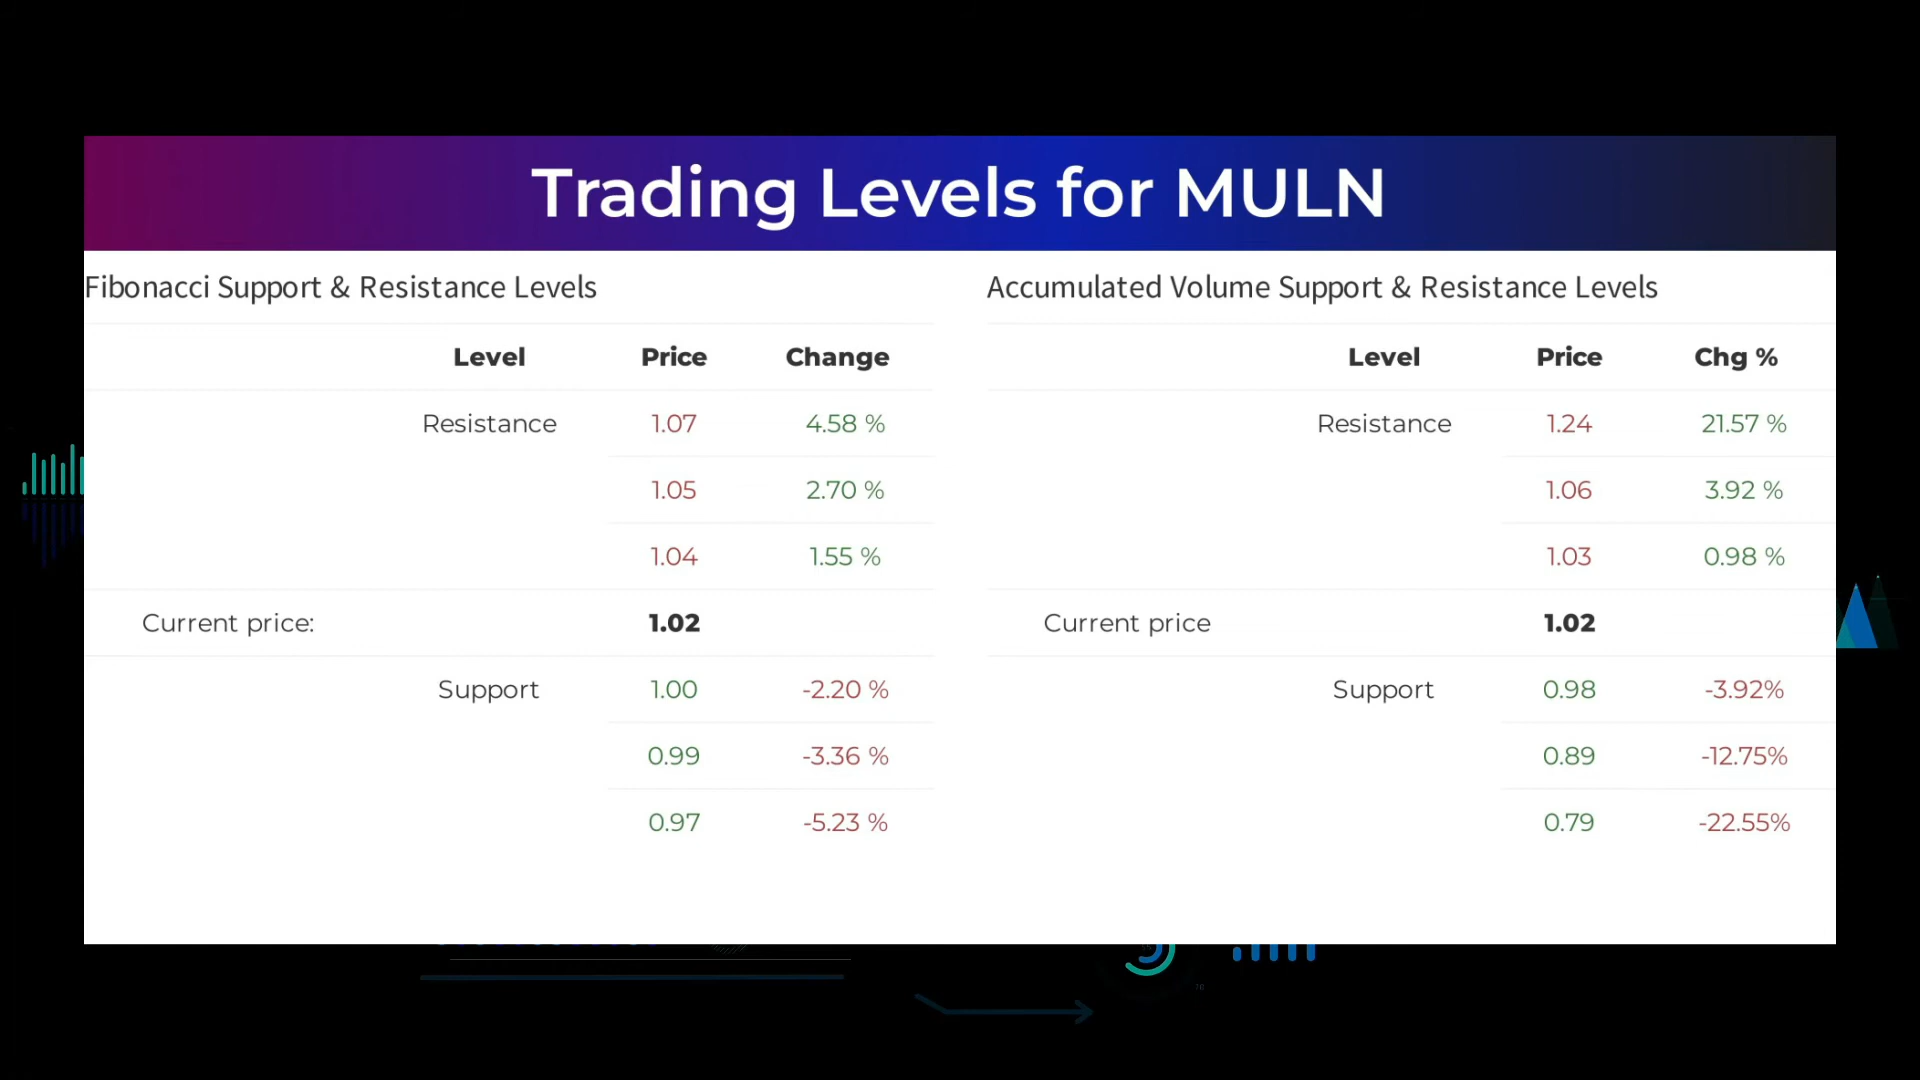 Trading Levels for MULN
Fibonacci Support & Resistance Levels
Level Price Change
Resistance 1.07 4.58 %
1.05 2.70 %
1.04 1.55 %
Current price: 1.02
Support 1.00 -2.20 %
0.99 -3.36 %
0.97 -5.23 %
Accumulated Volume Support & Resistance Levels
Level Price Chg %
Resistance 1.24 21.57 %
1.06 3.92 %
1.03 0.98 %
Current price 1.02
Support 0.98 -3.92%
0.89 -12.75%
0.79 -22.55%